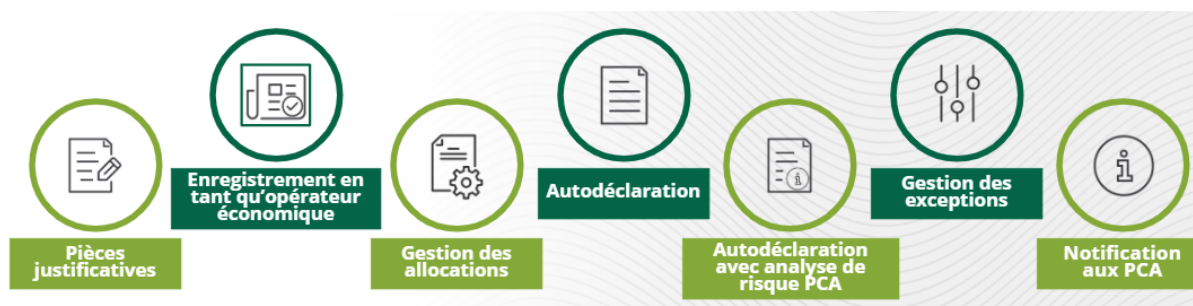 Pièces
justificatives
Enregistrement en
tant qu'opérateur
économique
Gestion des
allocations
Autodéclaration
Autodéclaration
avec analyse de
risque PCA
Gestion des
exceptions
Notification
aux PCA